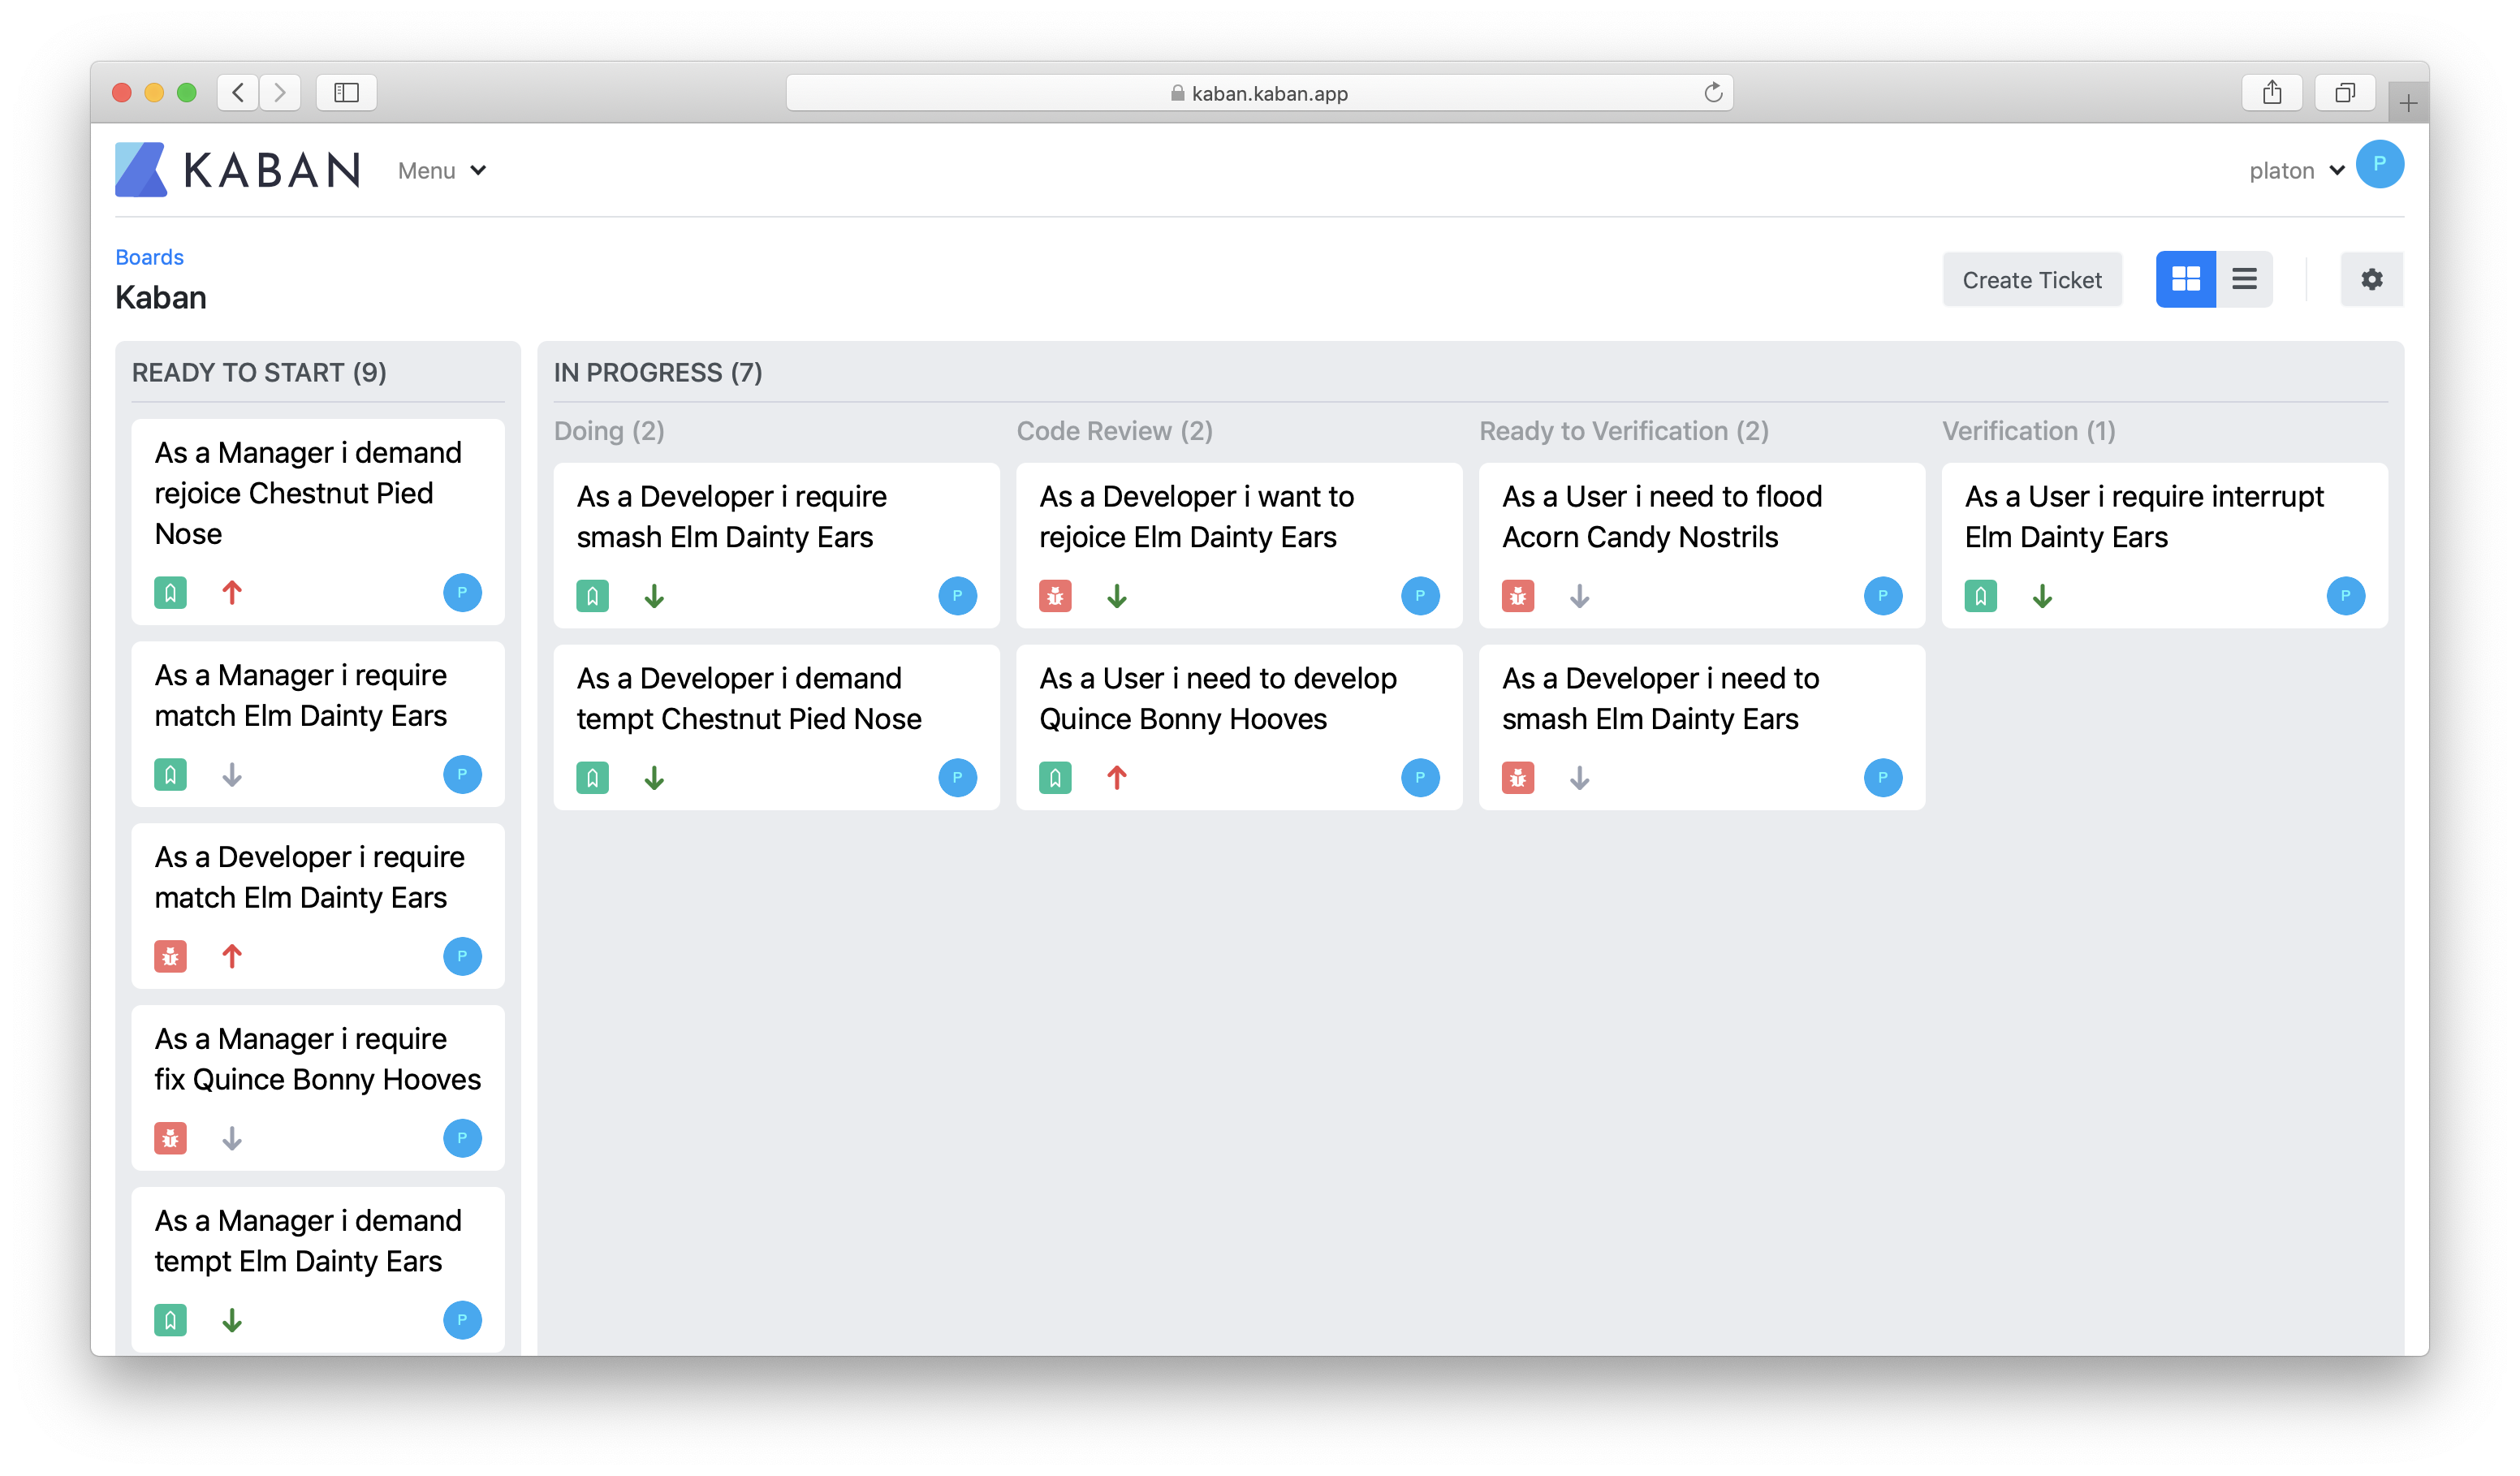 kaban.kaban.app
KABAN
Menu
platon
P
Boards
Kaban
Create Ticket
READY TO START (9)
As a Manager i demand
rejoice Chestnut Pied
Nose
P
As a Manager i require
match Elm Dainty Ears
P
As a Developer i require
match Elm Dainty Ears
P
As a Manager i require
fix Quince Bonny Hooves
P
As a Manager i demand
tempt Elm Dainty Ears
P
IN PROGRESS (7)
Doing (2)
As a Developer i require
smash Elm Dainty Ears
P
As a Developer i demand
tempt Chestnut Pied Nose
P
Code Review (2)
As a Developer i want to
rejoice Elm Dainty Ears
P
As a User i need to develop
Quince Bonny Hooves
P
Ready to Verification (2)
As a User i need to flood
Acorn Candy Nostrils
P
As a Developer i need to
smash Elm Dainty Ears
P
Verification (1)
As a User i require interrupt
Elm Dainty Ears
P